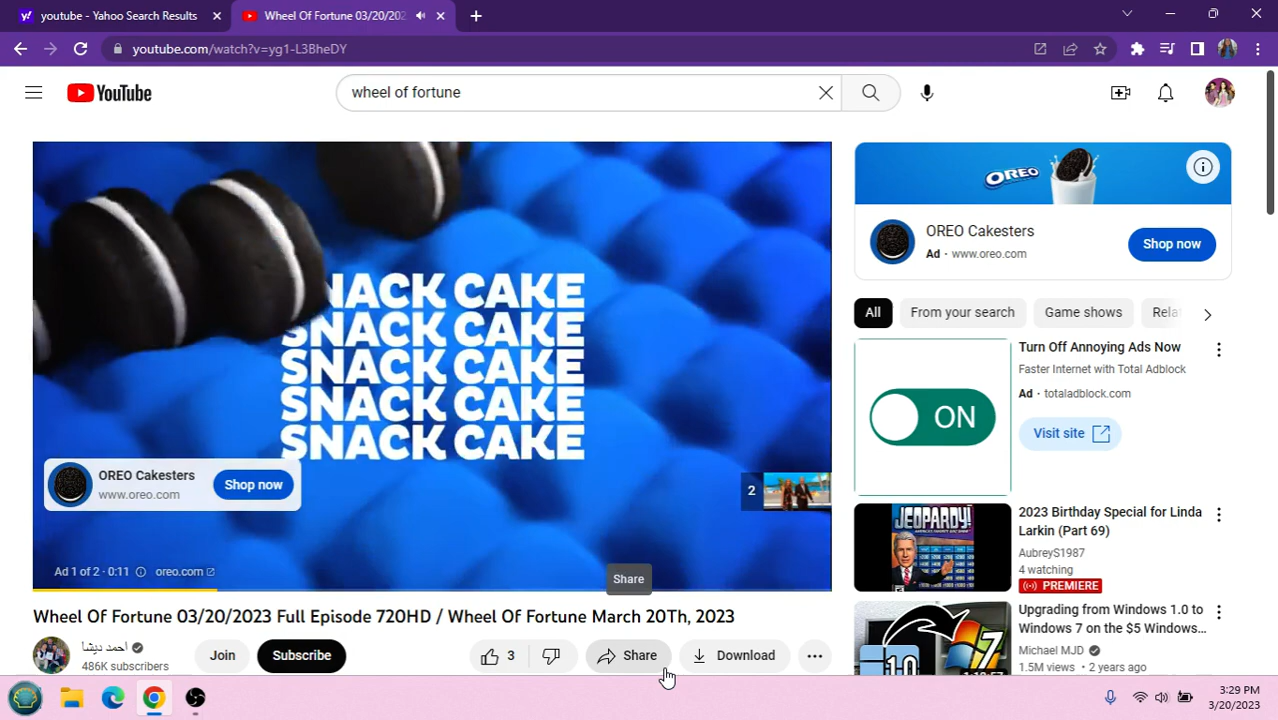 youtube - Yahoo Search Results
Wheel Of Fortune 03/20/202
youtube.com/watch?v=yg1-L3BheDY
YouTube
wheel of fortune
SNACK CAKE
SNACK CAKE
SNACK CAKE
SNACK CAKE
SNACK CAKE
OREO Cakesters
www.oreo.com
Shop now
2
Ad 1 of 2 · 0:11
oreo.com
Share
Wheel Of Fortune 03/20/2023 Full Episode 720HD / Wheel Of Fortune March 20Th, 2023
486K subscribers
Join
Subscribe
3
Share
Download
OREO
OREO Cakesters
Ad · www.oreo.com
Shop now
All
From your search
Game shows
Rela
Turn Off Annoying Ads Now
Faster Internet with Total Adblock
Ad · totaladblock.com
Visit site
ON
JEOPARDY!
2023 Birthday Special for Linda
Larkin (Part 69)
AubreyS1987
4 watching
PREMIERE
Upgrading from Windows 1.0 to
Windows 7 on the $5 Windows...
Michael MJD
1.5M views · 2 years ago
3:29 PM
3/20/2023